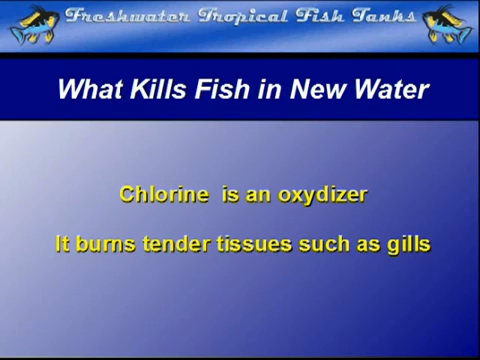 Freshwater Tropical Fish Tanks
What Kills Fish in New Water
Chlorine is an oxydizer
It burns tender tissues such as gills